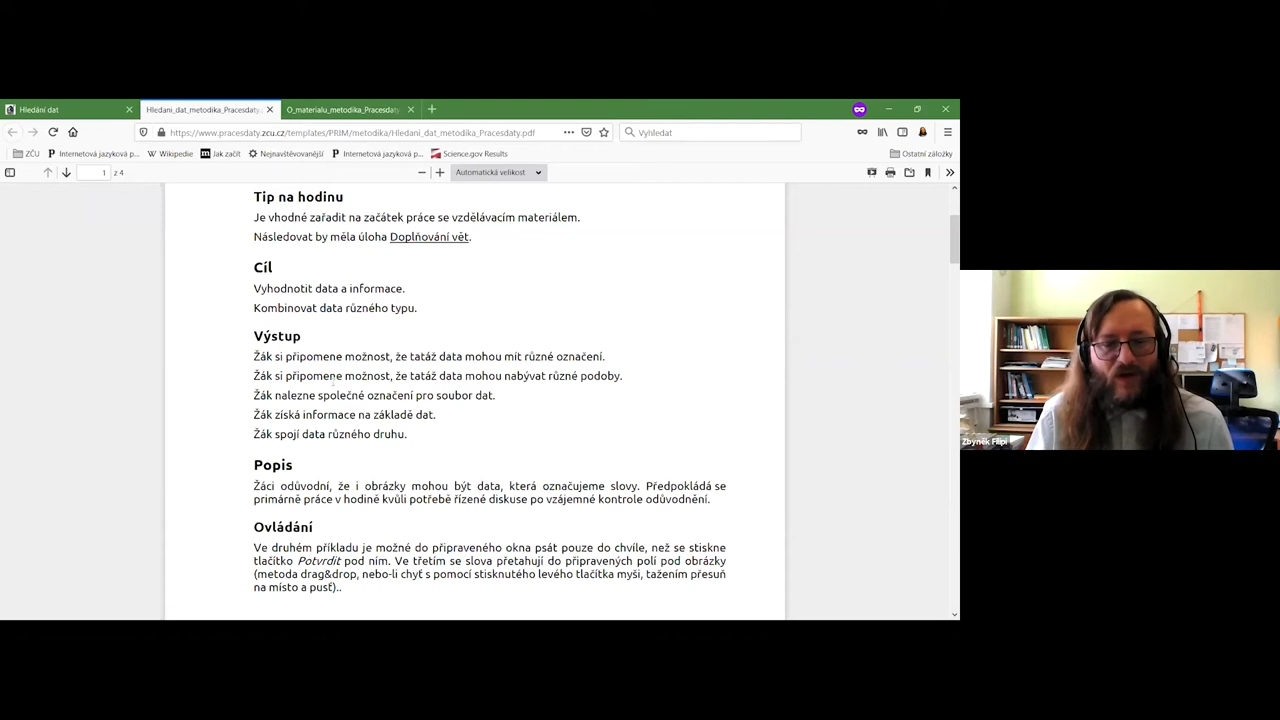 Hledání dat
Hledani_dat_metodika_Pracesdaty
O_materialu_metodika_Pracesdaty
https://www.pracesdaty.zcu.cz/templates/PRIM/metodika/Hledani_dat_metodika_Pracesdaty.pdf
Vyhledat
ZČU
Internetová jazyková p...
Wikipedie
Jak začít
Nejnavštěvovanější
Internetová jazyková p...
Science.gov Results
Ostatní záložky
1 z 4
Automatická velikost
Tip na hodinu
Je vhodné zařadit na začátek práce se vzdělávacím materiálem.
Následovat by měla úloha Doplňování vět.
Cíl
Vyhodnotit data a informace.
Kombinovat data různého typu.
Výstup
Žák si připomene možnost, že tatáž data mohou mít různé označení.
Žák si připomene možnost, že tatáž data mohou nabývat různé podoby.
Žák nalezne společné označení pro soubor dat.
Žák získá informace na základě dat.
Žák spojí data různého druhu.
Popis
Žáci odůvodní, že i obrázky mohou být data, která označujeme slovy. Předpokládá se
primárně práce v hodině kvůli potřebě řízené diskuse po vzájemné kontrole odůvodnění.
Ovládání
Ve druhém příkladu je možné do připraveného okna psát pouze do chvíle, než se stiskne
tlačítko Potvrdit pod ním. Ve třetím se slova přetahují do připravených polí pod obrázky
(metoda drag&drop, nebo-li chyť s pomocí stisknutého levého tlačítka myši, tažením přesuň
na místo a pusť)..
Zbyněk Filipi